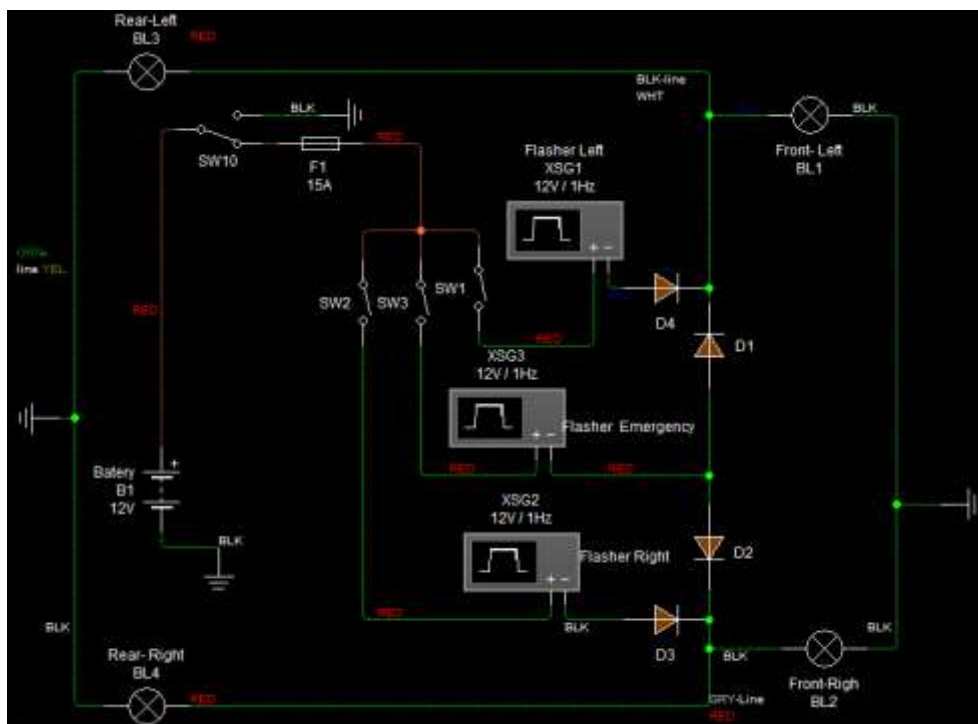 Rear-Left
BL3
RED
BLK-line
WHT
BLK
RED
SW10
F1
15A
Flasher Left
XSG1
12V / 1Hz
BLK
Front- Left
BL1
line YEL
SW2
SW3
SW1
RED
RED
D4
D1
XSG3
12V / 1Hz
Flasher Emergency
RED
RED
Batery
B1
12V
XSG2
12V / 1Hz
BLK
Flasher Right
D2
RED
BLK
BLK
BLK
D3
BLK
Rear- Right
BL4
RED
Front-Righ
BL2
GRY-Line
RED